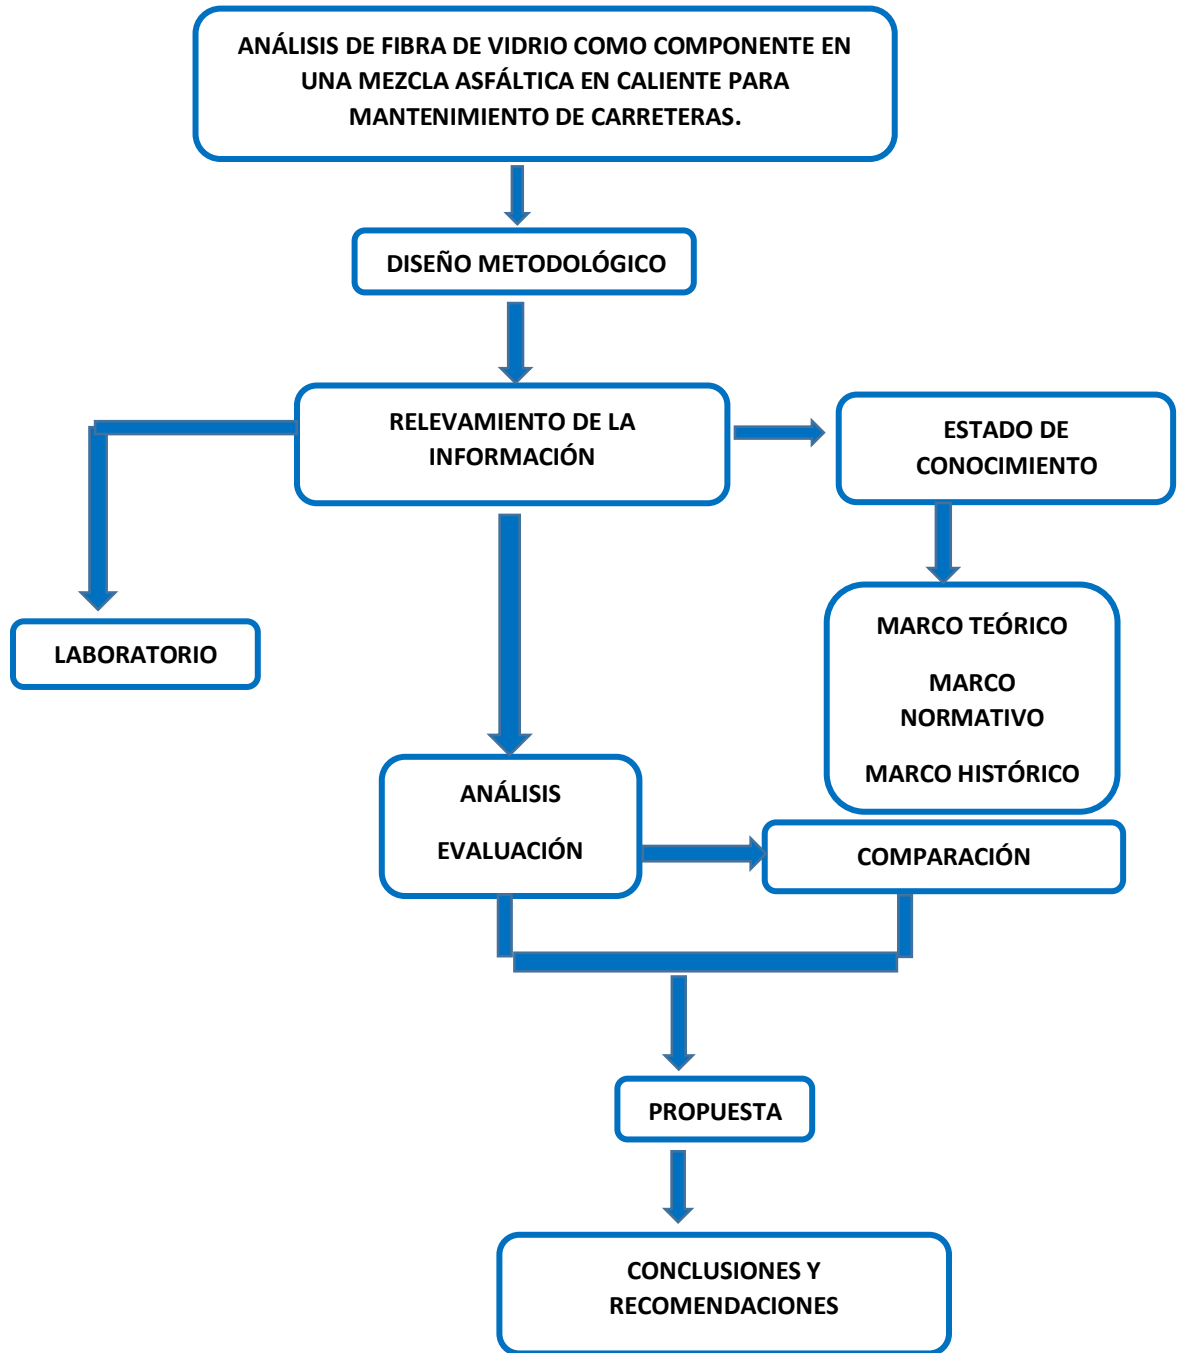 ANÁLISIS DE FIBRA DE VIDRIO COMO COMPONENTE EN
UNA MEZCLA ASFÁLTICA EN CALIENTE PARA
MANTENIMIENTO DE CARRETERAS.
DISEÑO METODOLÓGICO
RELEVAMIENTO DE LA
INFORMACIÓN
ESTADO DE
CONOCIMIENTO
LABORATORIO
MARCO TEÓRICO
MARCO
NORMATIVO
MARCO HISTÓRICO
ANÁLISIS
EVALUACIÓN
COMPARACIÓN
PROPUESTA
CONCLUSIONES Y
RECOMENDACIONES